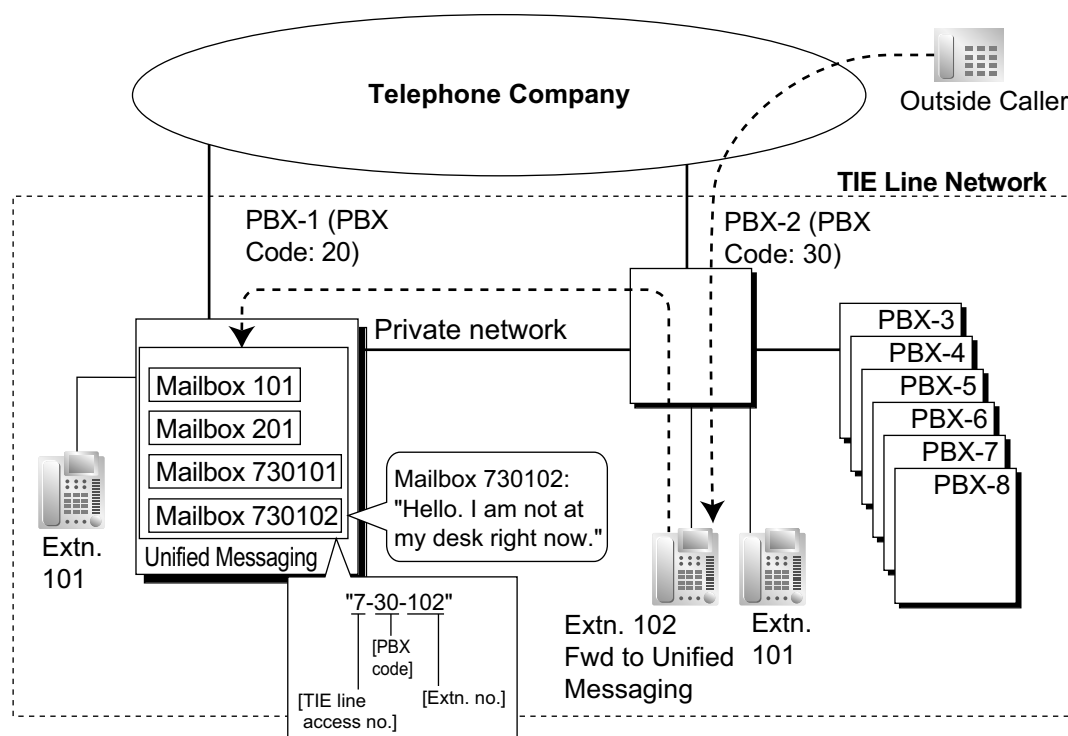 Telephone Company
Outside Caller
TIE Line Network
PBX-1 (PBX
Code: 20)
PBX-2 (PBX
Code: 30)
Private network
PBX-3
PBX-4
PBX-5
PBX-6
PBX-7
PBX-8
Mailbox 101
Mailbox 201
Mailbox 730101
Mailbox 730102
Unified Messaging
Extn.
101
Mailbox 730102:
"Hello. I am not at
my desk right now."
"7-30-102"
[PBX
code]
[TIE line
access no.]
[Extn. no.]
Extn. 102
Fwd to Unified
Messaging
Extn.
101